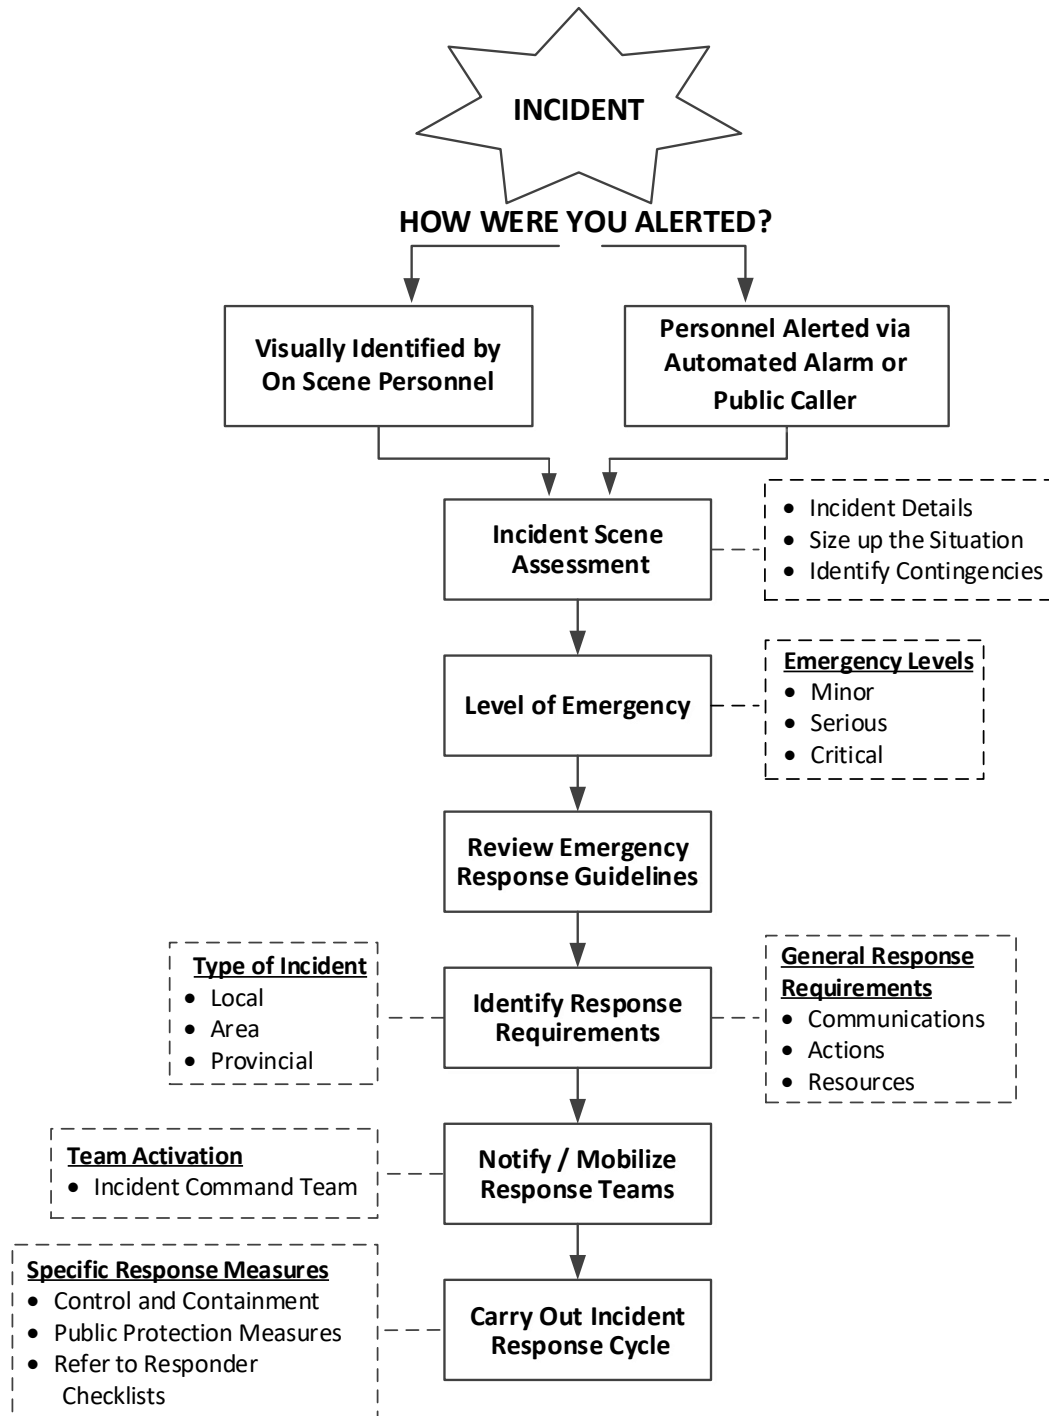 INCIDENT
HOW WERE YOU ALERTED?
Visually Identified by
On Scene Personnel
Personnel Alerted via
Automated Alarm or
Public Caller
Incident Scene
Assessment
• Incident Details
• Size up the Situation
• Identify Contingencies
Level of Emergency
Emergency Levels
• Minor
• Serious
• Critical
Review Emergency
Response Guidelines
Type of Incident
• Local
• Area
• Provincial
Identify Response
Requirements
General Response
Requirements
• Communications
• Actions
• Resources
Team Activation
• Incident Command Team
Notify / Mobilize
Response Teams
Specific Response Measures
• Control and Containment
• Public Protection Measures
• Refer to Responder
Checklists
Carry Out Incident
Response Cycle